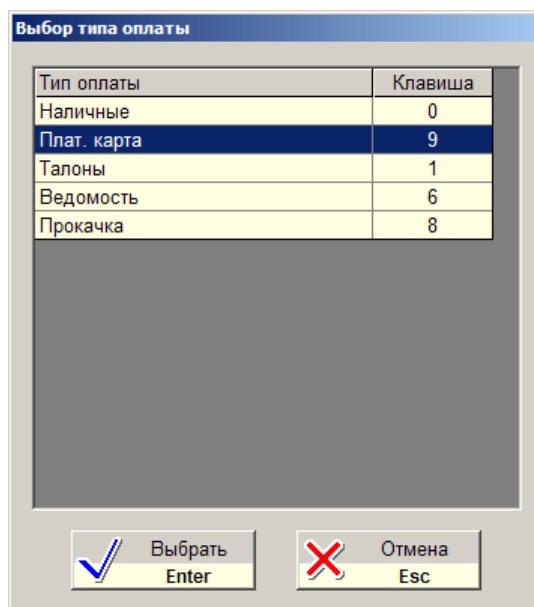 Выбор типа оплаты
Тип оплаты Клавиша
Наличные 0
Плат. карта 9
Талоны 1
Ведомость 6
Прокачка 8
Выбрать Отмена
Enter Esc